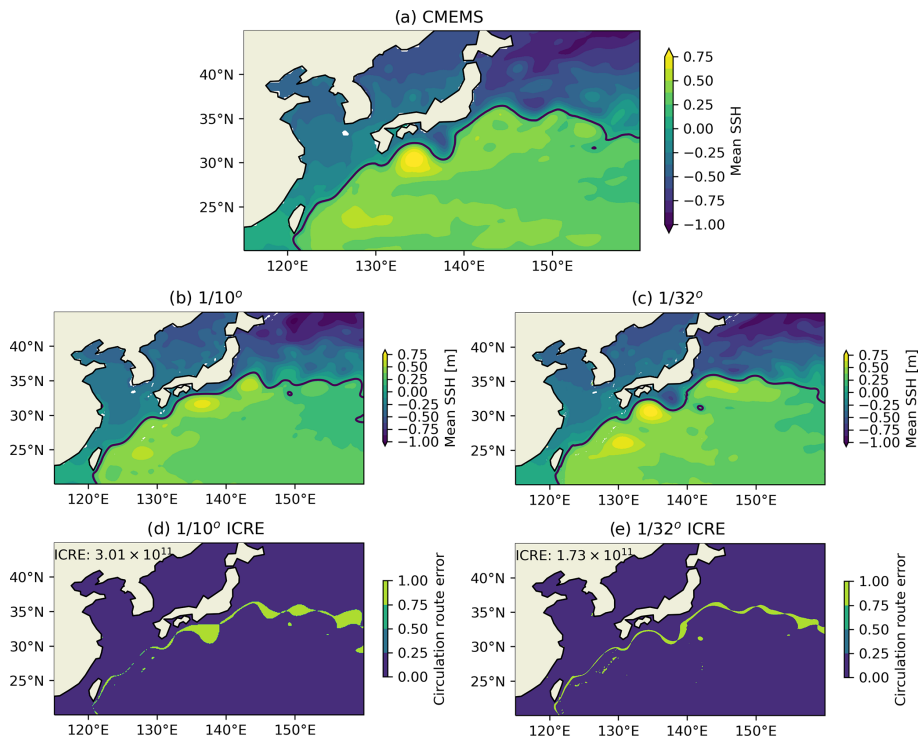 (a) CMEMS
40°N
35°N
30°N
25°N
120°E 130°E 140°E 150°E
0.75
0.50
0.25
0.00
−0.25
−0.50
−0.75
−1.00
Mean SSH
(b) 1/10ᵒ
40°N
35°N
30°N
25°N
120°E 130°E 140°E 150°E
0.75
0.50
0.25
0.00
−0.25
−0.50
−0.75
−1.00
Mean SSH [m]
(c) 1/32ᵒ
40°N
35°N
30°N
25°N
120°E 130°E 140°E 150°E
0.75
0.50
0.25
0.00
−0.25
−0.50
−0.75
−1.00
Mean SSH [m]
(d) 1/10ᵒ ICRE
ICRE: 3.01 × 10¹¹
40°N
35°N
30°N
25°N
120°E 130°E 140°E 150°E
1.00
0.75
0.50
0.25
0.00
Circulation route error
(e) 1/32ᵒ ICRE
ICRE: 1.73 × 10¹¹
40°N
35°N
30°N
25°N
120°E 130°E 140°E 150°E
1.00
0.75
0.50
0.25
0.00
Circulation route error